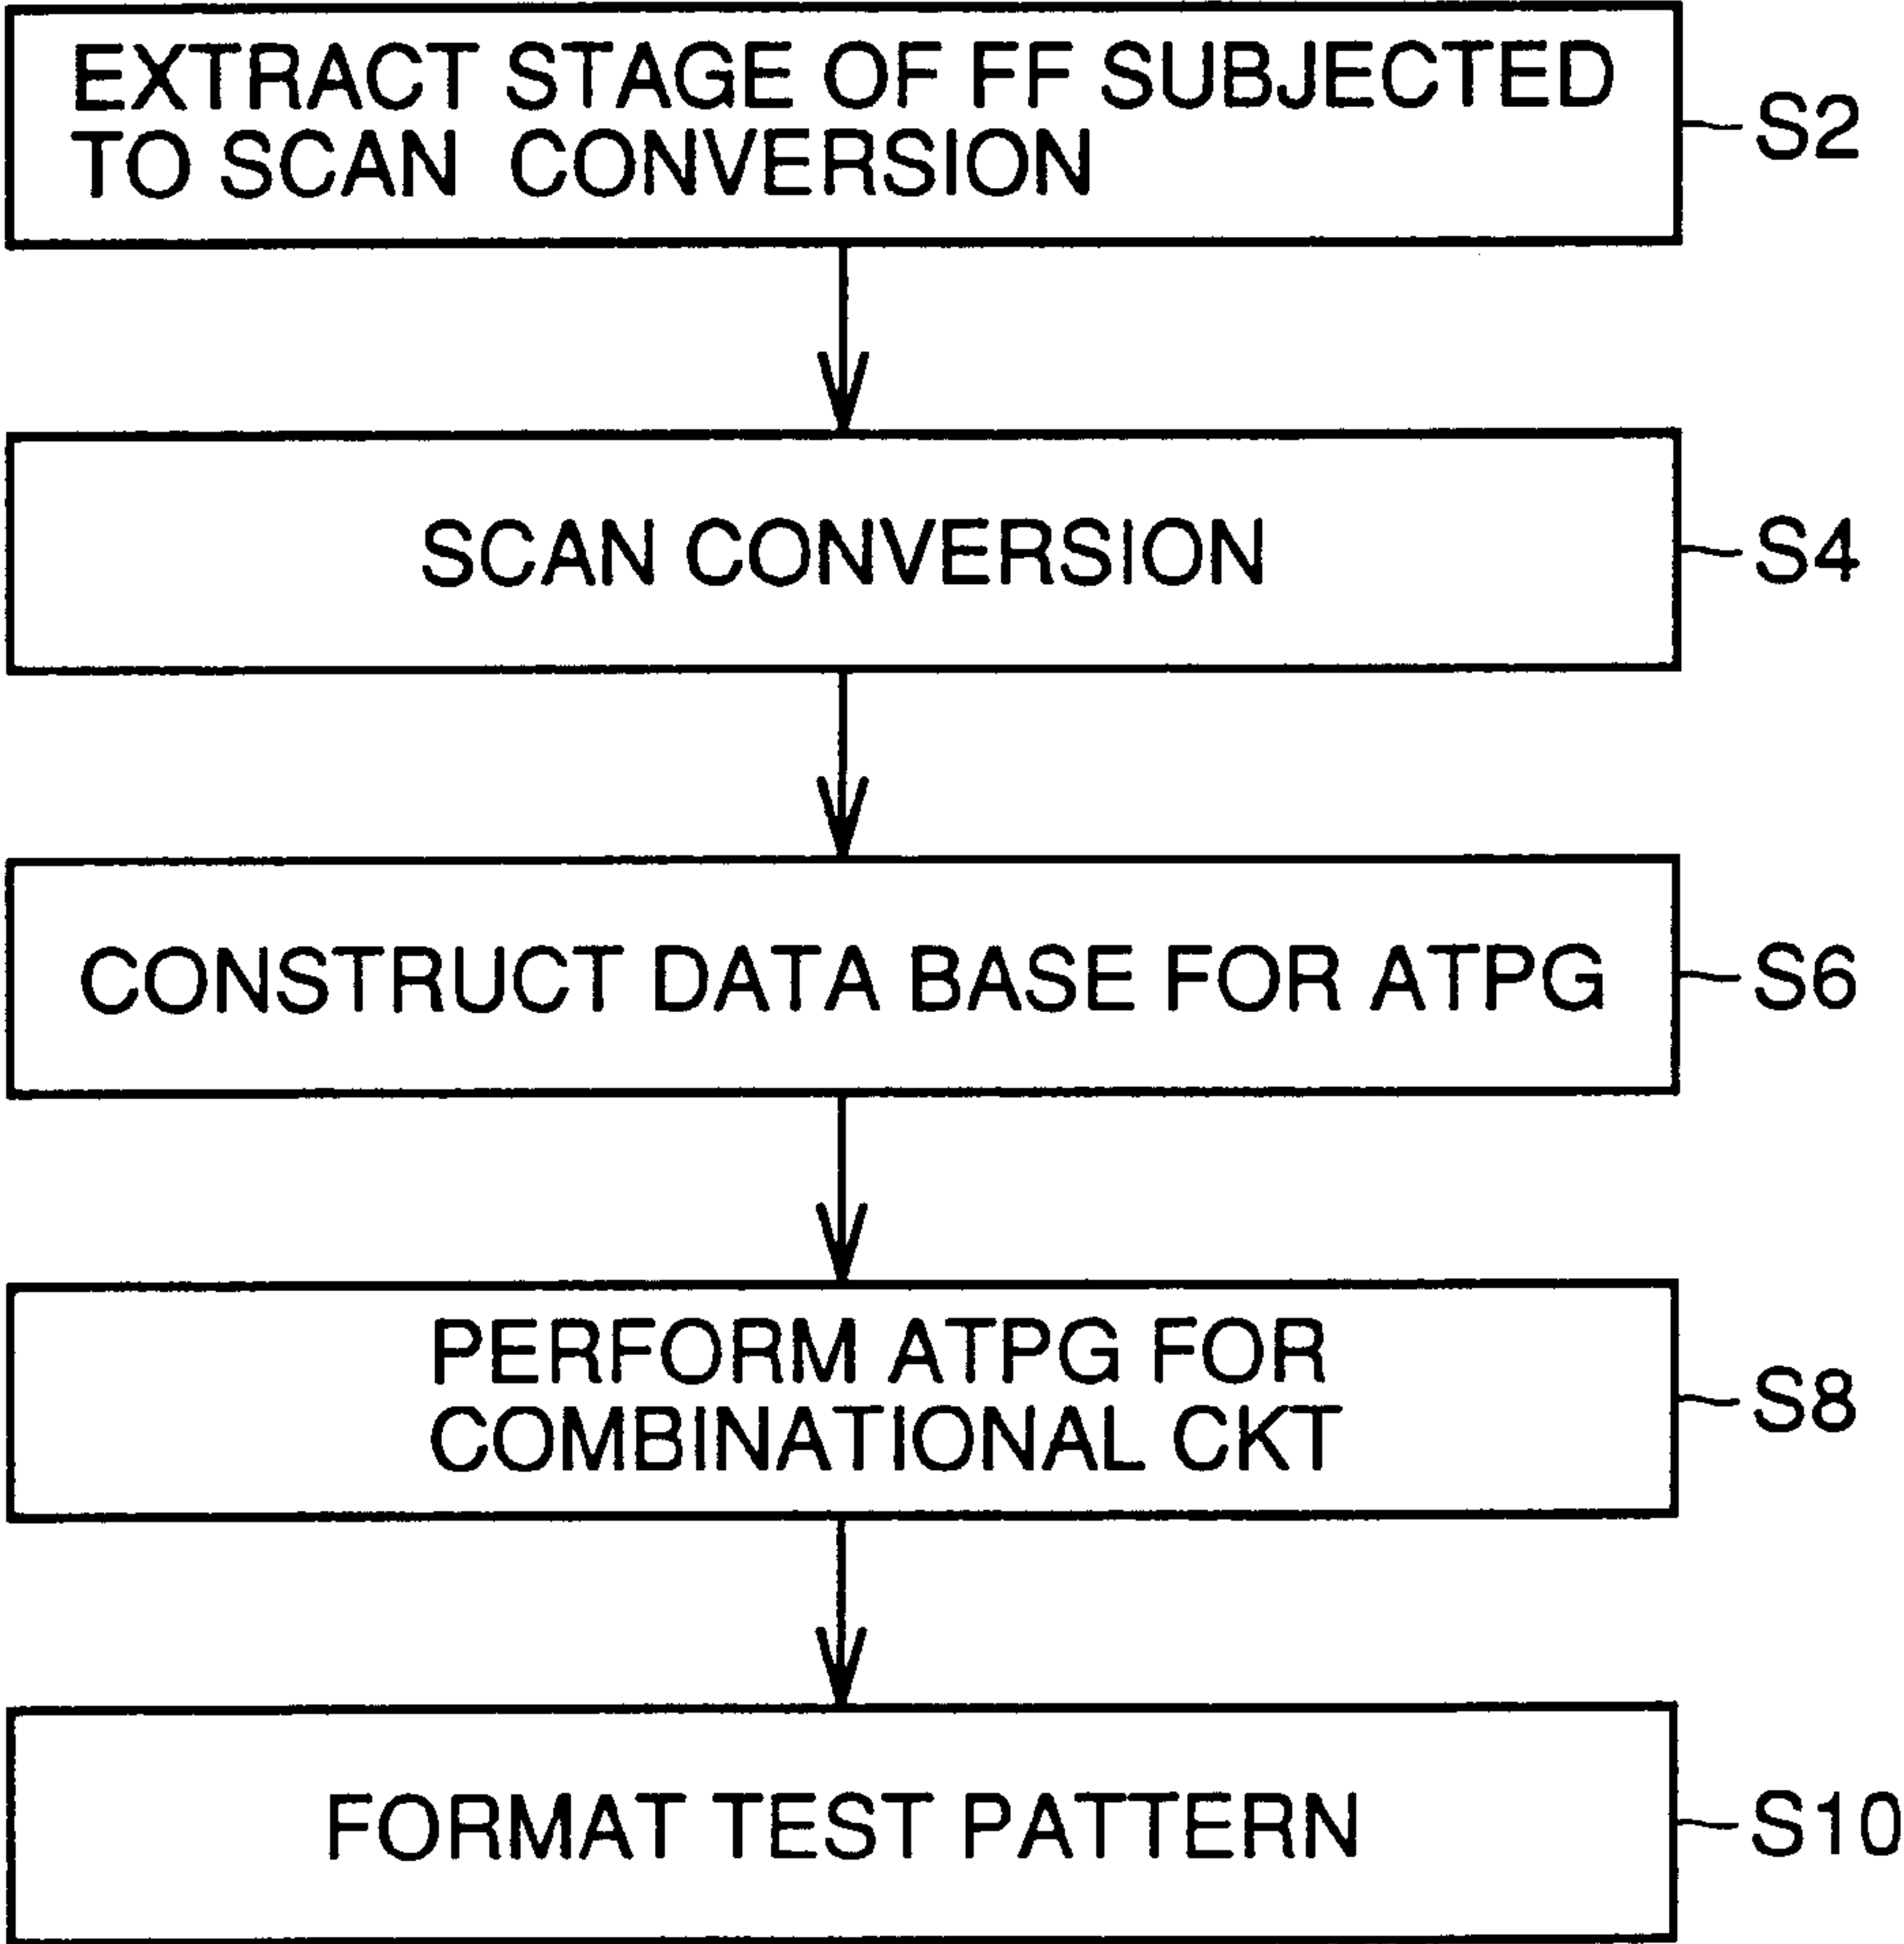 EXTRACT STAGE OF FF SUBJECTED
TO SCAN CONVERSION
S2
SCAN CONVERSION
S4
CONSTRUCT DATA BASE FOR ATPG
S6
PERFORM ATPG FOR
COMBINATIONAL CKT
S8
FORMAT TEST PATTERN
S10